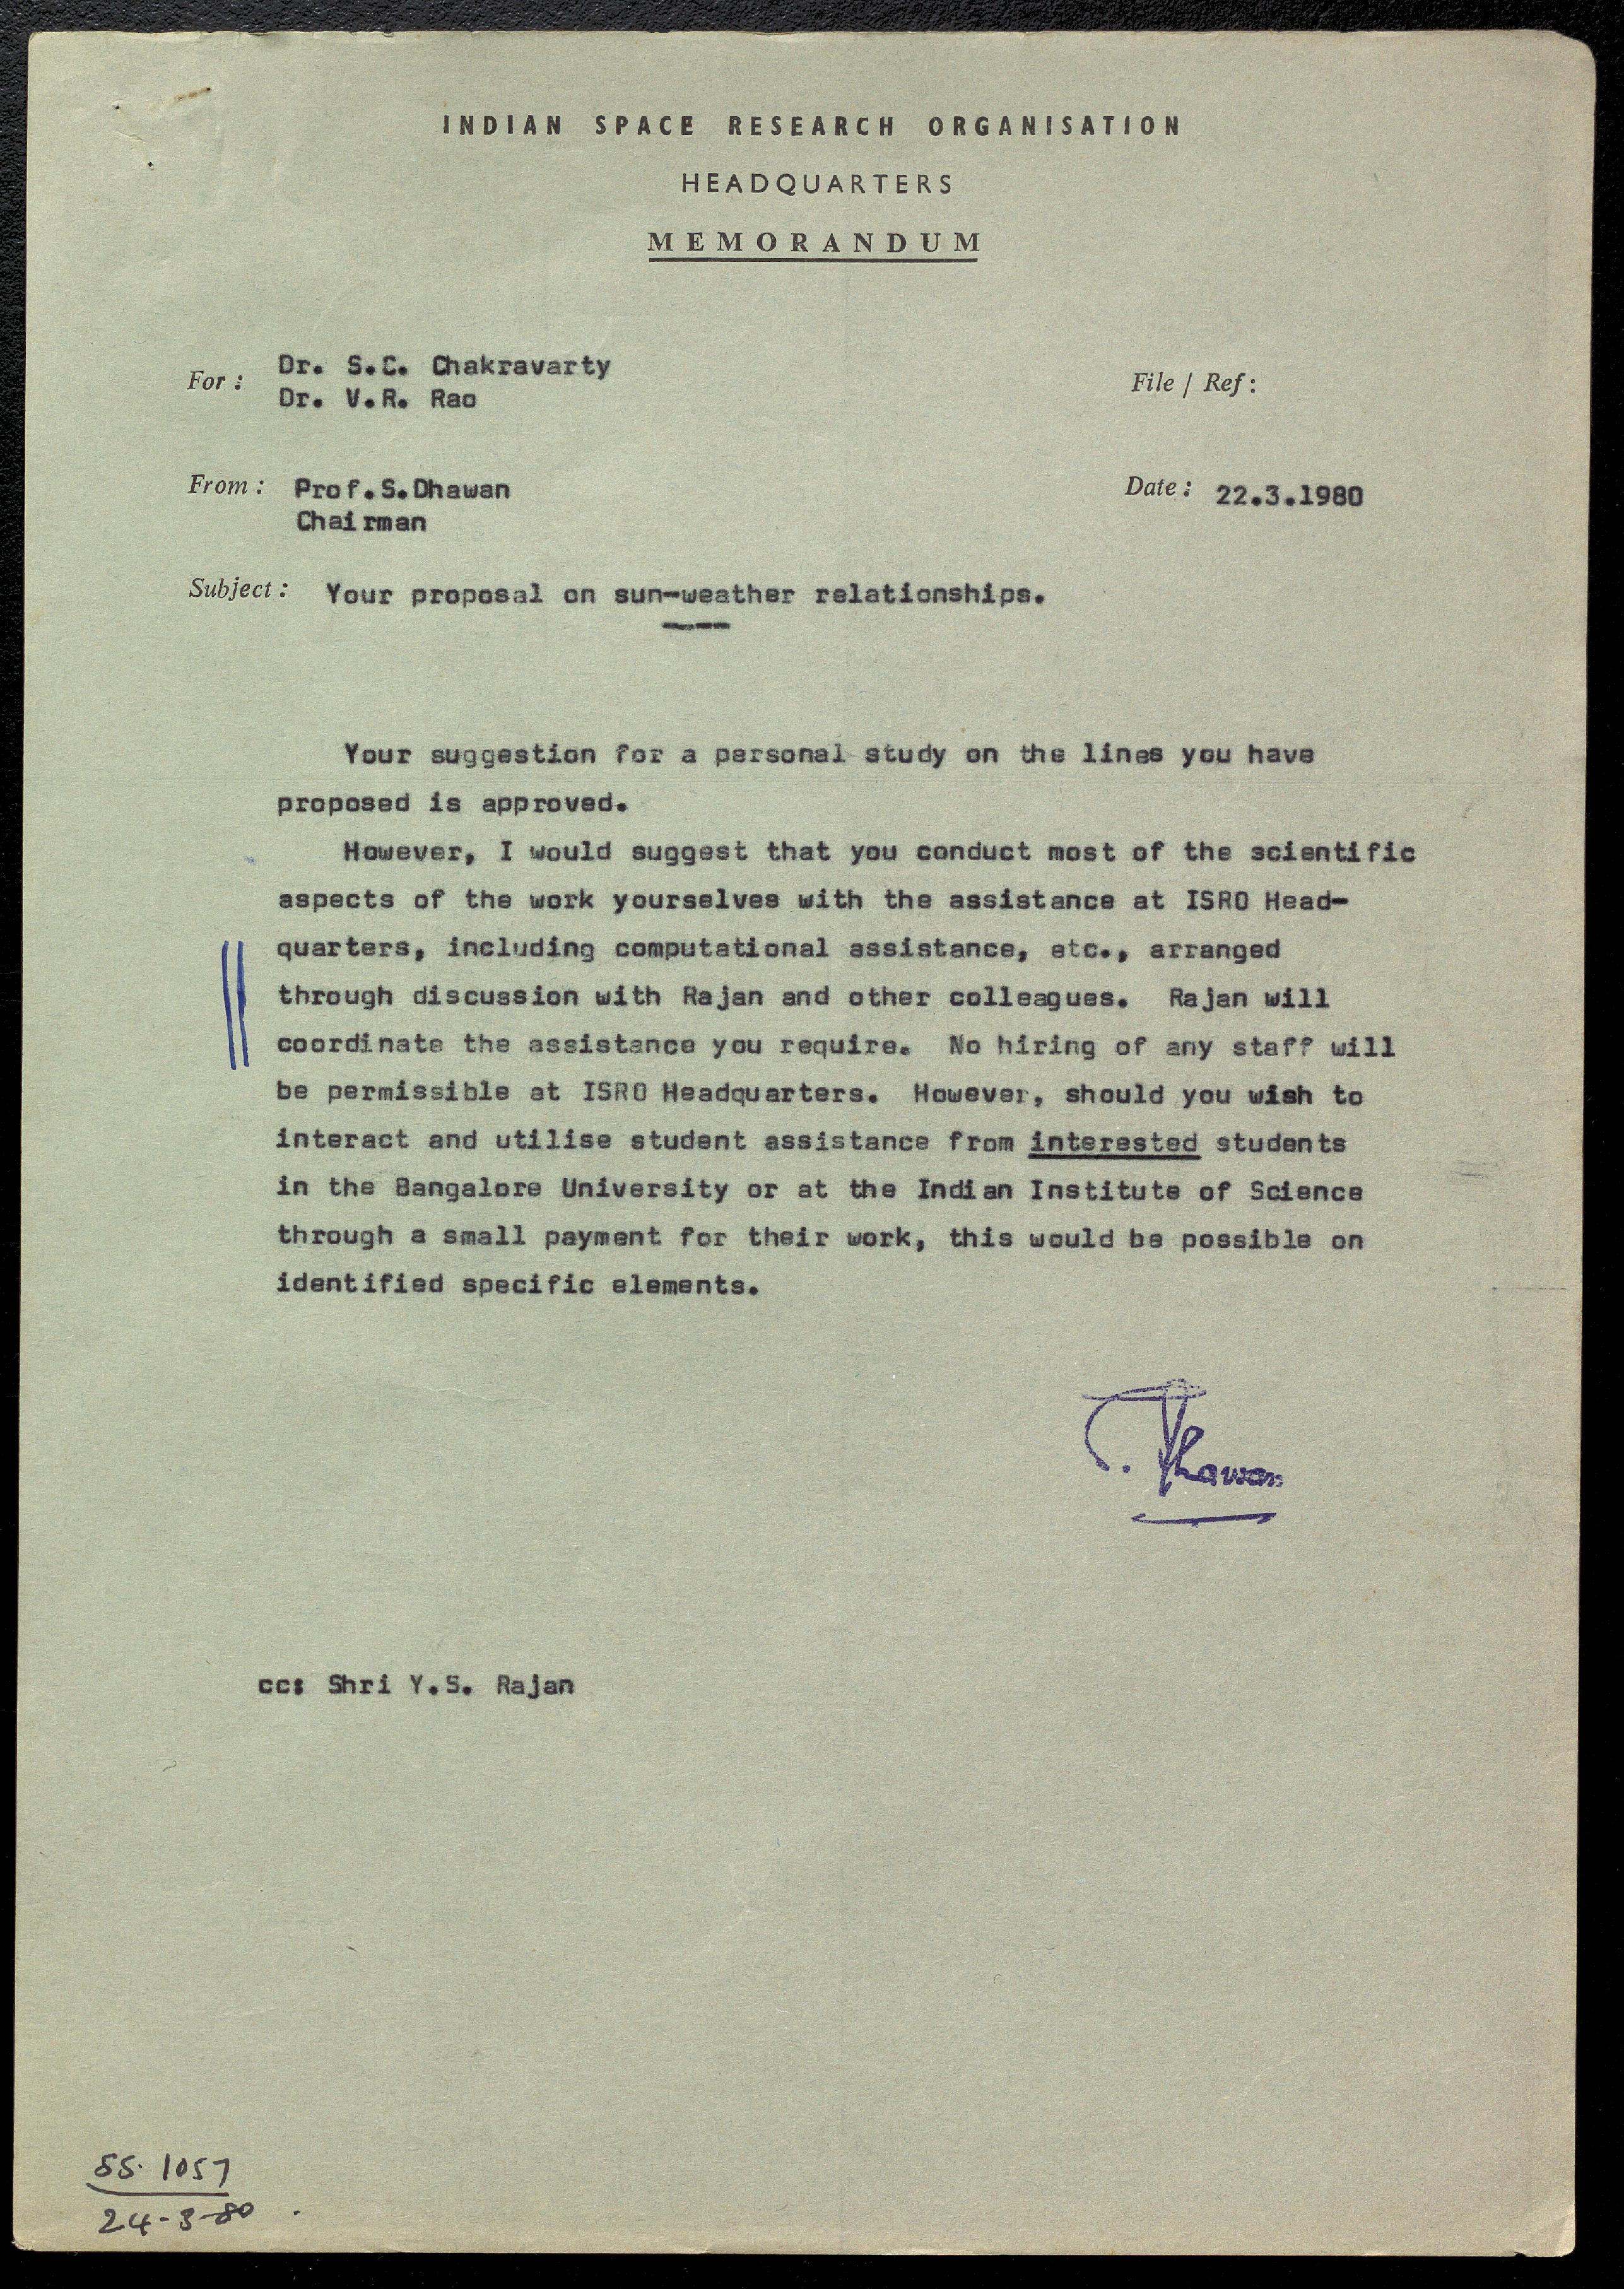 INDIAN SPACE RESEARCH ORGANISATION
HEADQUARTERS
MEMORANDUM
For : Dr. S.C. Chakravarty
Dr. V.R. Rao
File / Ref :
From : Prof.S.Dhawan
Chairman
Date : 22.3.1980
Subject : Your proposal on sun-weather relationships.
Your suggestion for a personal study on the lines you have
proposed is approved.
However, I would suggest that you conduct most of the scientific
aspects of the work yourselves with the assistance at ISRO Head-
quarters, including computational assistance, etc., arranged
through discussion with Rajan and other colleagues. Rajan will
coordinate the assistance you require. No hiring of any staff will
be permissible at ISRO Headquarters. However, should you wish to
interact and utilise student assistance from interested students
in the Bangalore University or at the Indian Institute of Science
through a small payment for their work, this would be possible on
identified specific elements.
S. Dhawan
cc: Shri Y.S. Rajan
SS. 1057
24-3-80